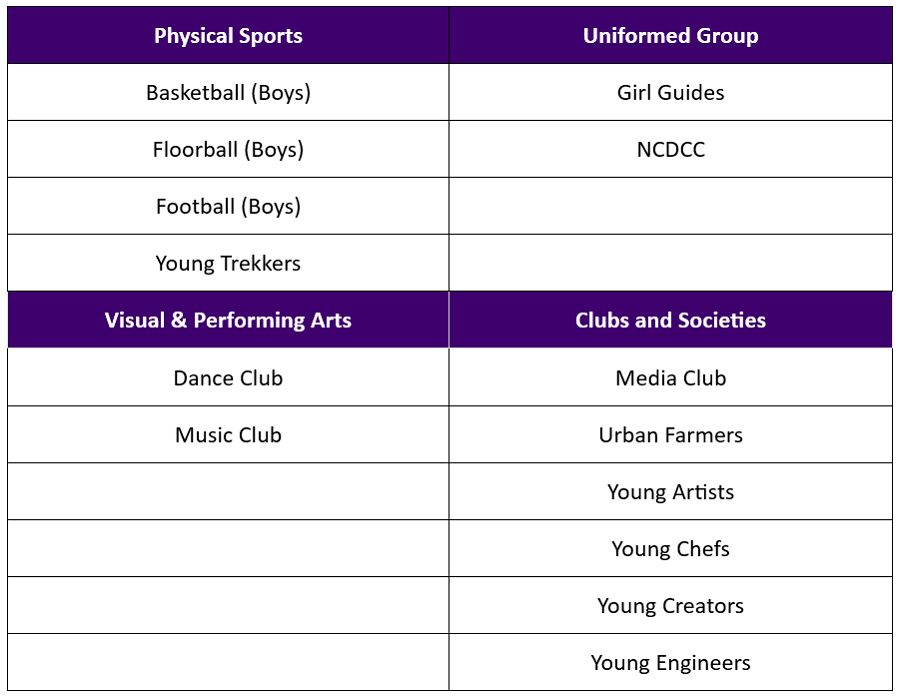 Physical Sports Uniformed Group
Basketball (Boys) Girl Guides
Floorball (Boys) NCDCC
Football (Boys)
Young Trekkers
Visual & Performing Arts Clubs and Societies
Dance Club Media Club
Music Club Urban Farmers
Young Artists
Young Chefs
Young Creators
Young Engineers